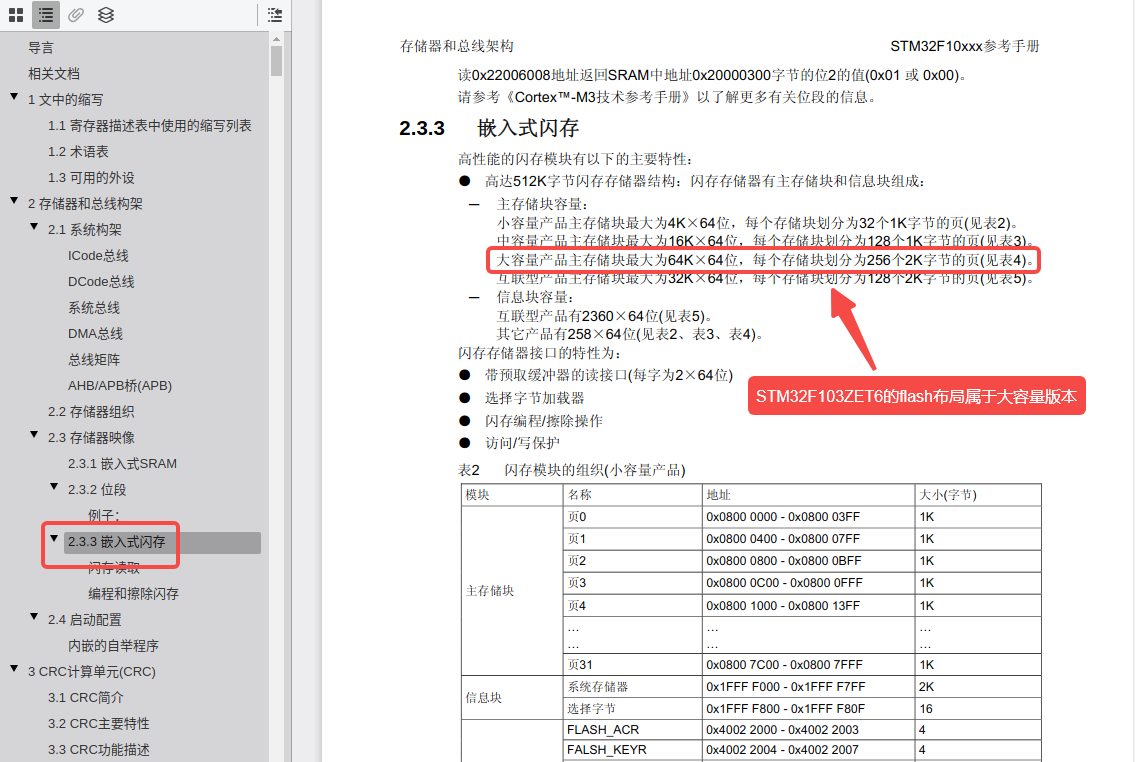 导言
相关文档
1 文中的缩写
1.1 寄存器描述表中使用的缩写列表
1.2 术语表
1.3 可用的外设
2 存储器和总线构架
2.1 系统构架
ICode总线
DCode总线
系统总线
DMA总线
总线矩阵
AHB/APB桥(APB)
2.2 存储器组织
2.3 存储器映像
2.3.1 嵌入式SRAM
2.3.2 位段
例子：
2.3.3 嵌入式闪存
闪存读取
编程和擦除闪存
2.4 启动配置
内嵌的自举程序
3 CRC计算单元(CRC)
3.1 CRC简介
3.2 CRC主要特性
3.3 CRC功能描述
存储器和总线架构 STM32F10xxx参考手册
读0x22006008地址返回SRAM中地址0x20000300字节的位2的值(0x01 或 0x00)。
请参考《Cortex™-M3技术参考手册》以了解更多有关位段的信息。
2.3.3 嵌入式闪存
高性能的闪存模块有以下的主要特性：
● 高达512K字节闪存存储器结构：闪存存储器有主存储块和信息块组成：
─ 主存储块容量：
小容量产品主存储块最大为4K×64位，每个存储块划分为32个1K字节的页(见表2)。
中容量产品主存储块最大为16K×64位，每个存储块划分为128个1K字节的页(见表3)。
大容量产品主存储块最大为64K×64位，每个存储块划分为256个2K字节的页(见表4)。
互联型产品主存储块最大为32K×64位，每个存储块划分为128个2K字节的页(见表5)。
─ 信息块容量：
互联型产品有2360×64位(见表5)。
其它产品有258×64位(见表2、表3、表4)。
闪存存储器接口的特性为：
● 带预取缓冲器的读接口(每字为2×64位)
● 选择字节加载器
● 闪存编程/擦除操作
● 访问/写保护
STM32F103ZET6的flash布局属于大容量版本
表2 闪存模块的组织(小容量产品)
模块 名称 地址 大小(字节)
主存储块
页0 0x0800 0000 - 0x0800 03FF 1K
页1 0x0800 0400 - 0x0800 07FF 1K
页2 0x0800 0800 - 0x0800 0BFF 1K
页3 0x0800 0C00 - 0x0800 0FFF 1K
页4 0x0800 1000 - 0x0800 13FF 1K
… … …
… … …
页31 0x0800 7C00 - 0x0800 7FFF 1K
信息块
系统存储器 0x1FFF F000 - 0x1FFF F7FF 2K
选择字节 0x1FFF F800 - 0x1FFF F80F 16
FLASH_ACR 0x4002 2000 - 0x4002 2003 4
FALSH_KEYR 0x4002 2004 - 0x4002 2007 4